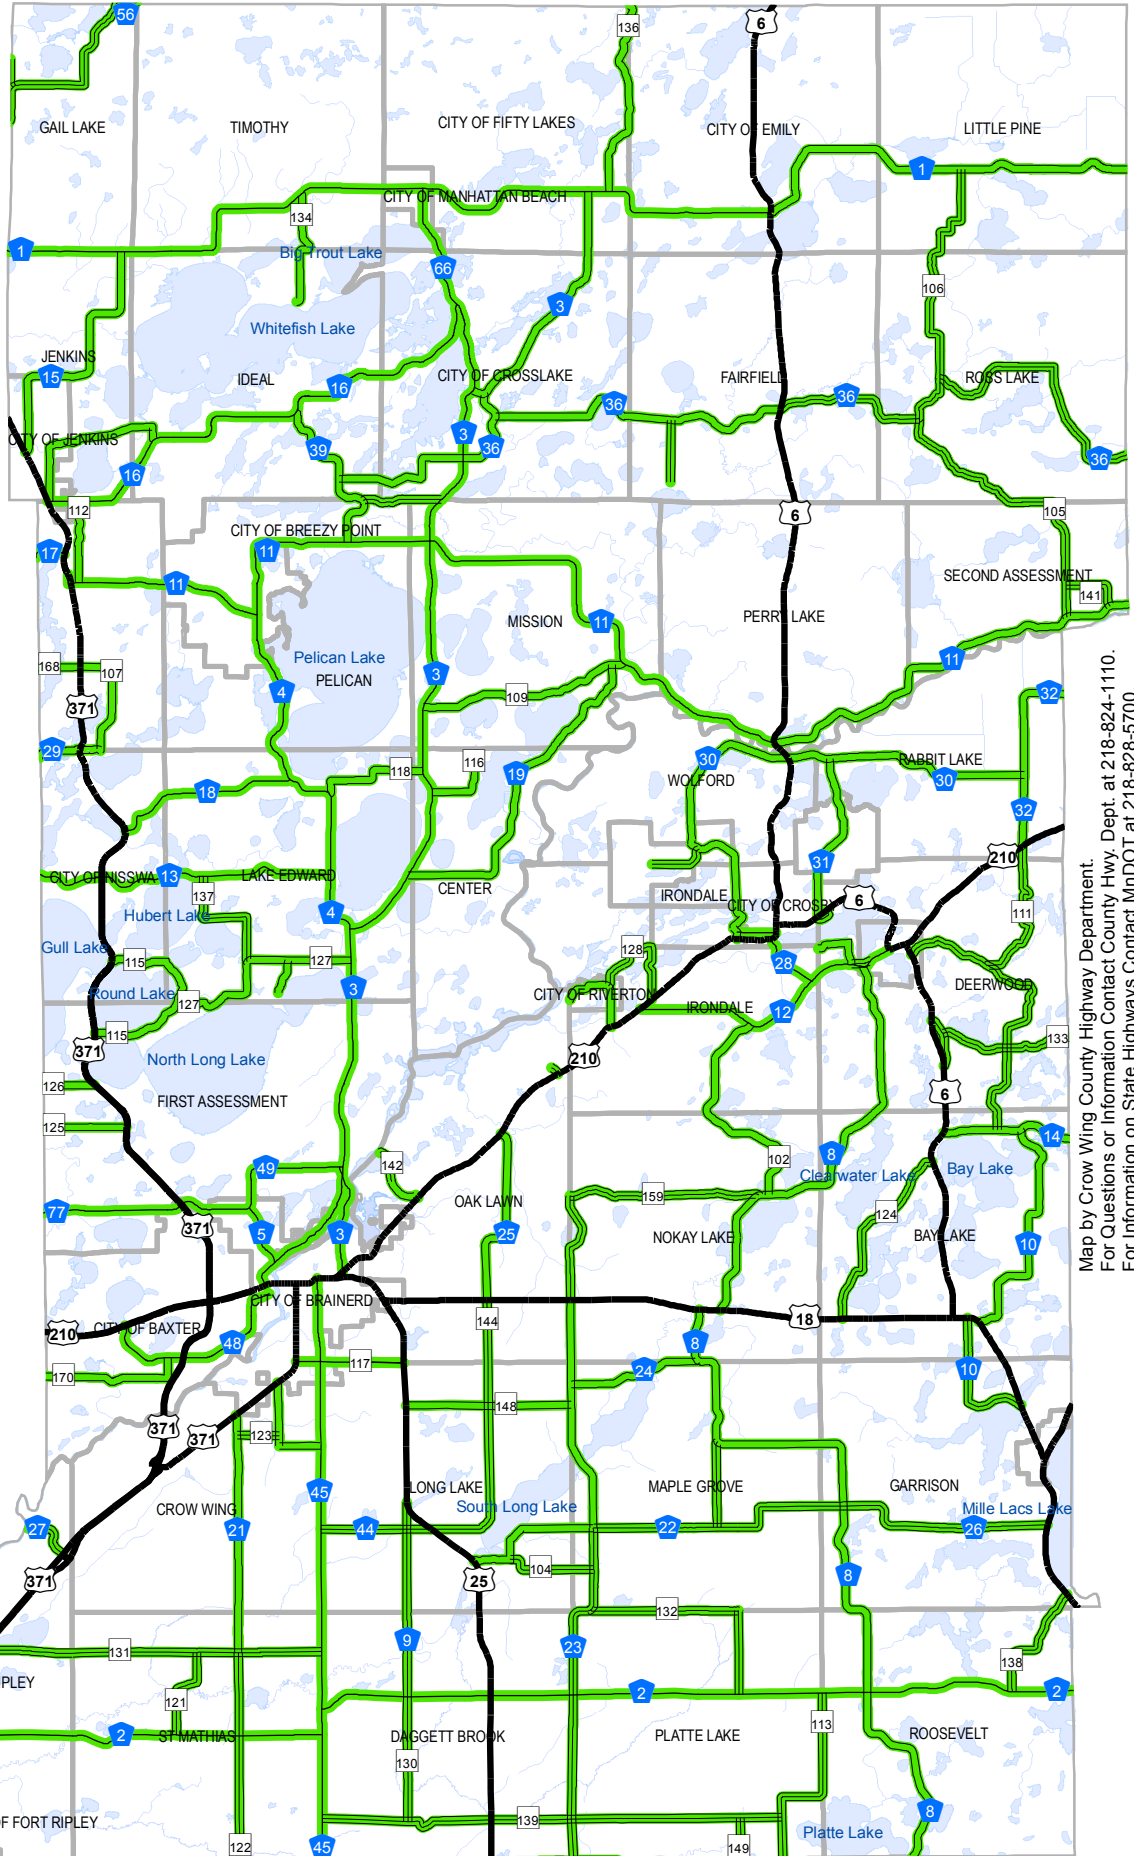 56
136
6
GAIL LAKE
TIMOTHY
CITY OF FIFTY LAKES
CITY OF EMILY
LITTLE PINE
1
CITY OF MANHATTAN BEACH
134
1
Big Trout Lake
66
106
3
Whitefish Lake
JENKINS
15
IDEAL
16
CITY OF CROSSLAKE
FAIRFIELD
ROSS LAKE
36
36
CITY OF JENKINS
39
3
36
36
16
112
105
6
CITY OF BREEZY POINT
17
11
11
SECOND ASSESSMENT
141
MISSION
11
PERRY LAKE
Pelican Lake
11
168
107
PELICAN
3
4
109
32
371
29
118
116
19
30
WOLFORD
RABBIT LAKE
30
18
32
210
31
CITY OF NISSWA
13
LAKE EDWARD
CENTER
137
IRONDALE
CITY OF CROSBY
6
Hubert Lake
4
111
Gull Lake
115
127
128
28
DEERWOOD
Round Lake
127
3
CITY OF RIVERTON
IRONDALE
12
115
133
371
North Long Lake
210
126
6
FIRST ASSESSMENT
125
14
142
102
8
49
Clearwater Lake
Bay Lake
OAK LAWN
159
77
124
371
5
3
25
NOKAY LAKE
BAY LAKE
10
CITY OF BRAINERD
210
CITY OF BAXTER
144
18
48
8
117
24
10
170
148
371
371
123
LONG LAKE
MAPLE GROVE
GARRISON
45
CROW WING
South Long Lake
Mille Lacs Lake
27
21
44
22
26
104
371
25
8
132
9
23
131
138
PLEY
2
2
121
113
2
ST MATHIAS
DAGGETT BROOK
PLATTE LAKE
ROOSEVELT
130
8
F FORT RIPLEY
139
Platte Lake
122
45
149
Map by Crow Wing County Highway Department.
For Questions or Information Contact County Hwy. Dept. at 218-824-1110.
For Information on State Highways Contact MnDOT at 218-828-5700